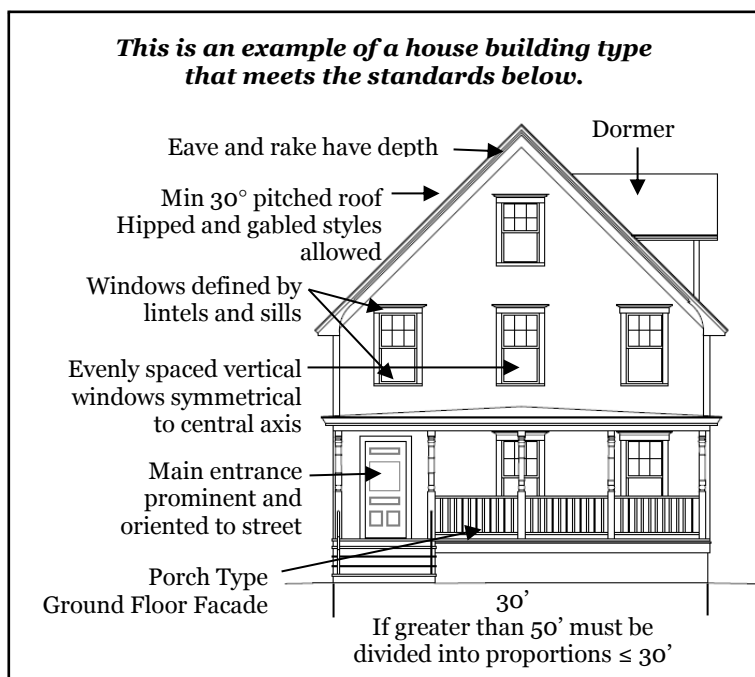 This is an example of a house building type
that meets the standards below.
Dormer
Eave and rake have depth
Min 30° pitched roof
Hipped and gabled styles
allowed
Windows defined by
lintels and sills
Evenly spaced vertical
windows symmetrical
to central axis
Main entrance
prominent and
oriented to street
Porch Type
Ground Floor Facade
30’
If greater than 50’ must be
divided into proportions ≤ 30’